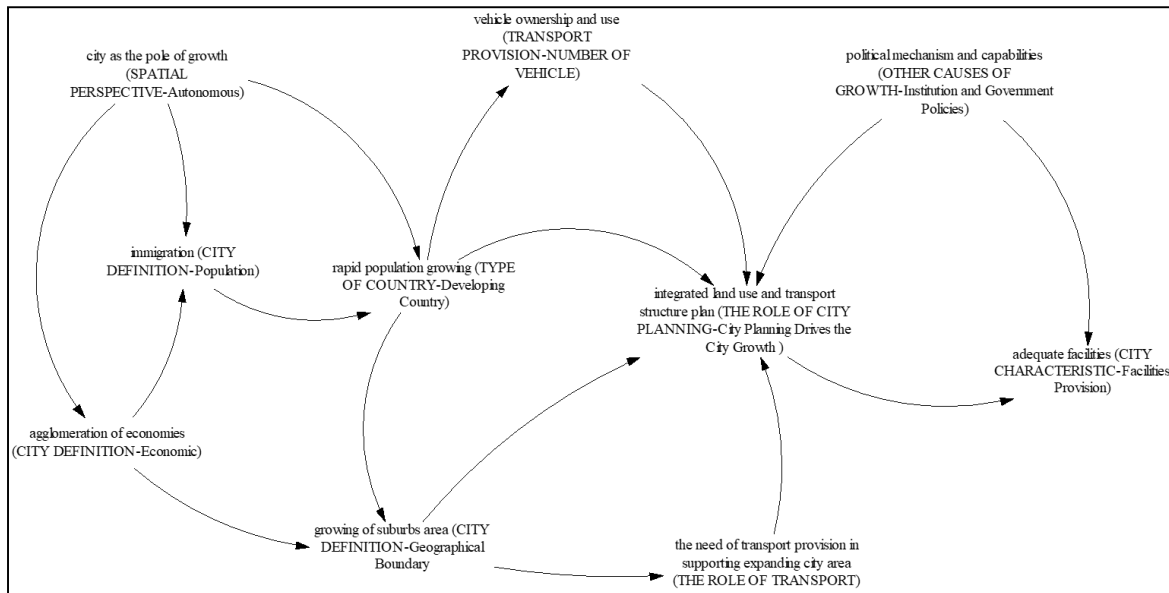 city as the pole of growth
(SPATIAL
PERSPECTIVE-Autonomous)
vehicle ownership and use
(TRANSPORT
PROVISION-NUMBER OF
VEHICLE)
political mechanism and capabilities
(OTHER CAUSES OF
GROWTH-Institution and Government
Policies)
immigration (CITY
DEFINITION-Population)
rapid population growing (TYPE
OF COUNTRY-Developing
Country)
integrated land use and transport
structure plan (THE ROLE OF CITY
PLANNING-City Planning Drives the
City Growth )
adequate facilities (CITY
CHARACTERISTIC-Facilities
Provision)
agglomeration of economies
(CITY DEFINITION-Economic)
growing of suburbs area (CITY
DEFINITION-Geographical
Boundary
the need of transport provision in
supporting expanding city area
(THE ROLE OF TRANSPORT)